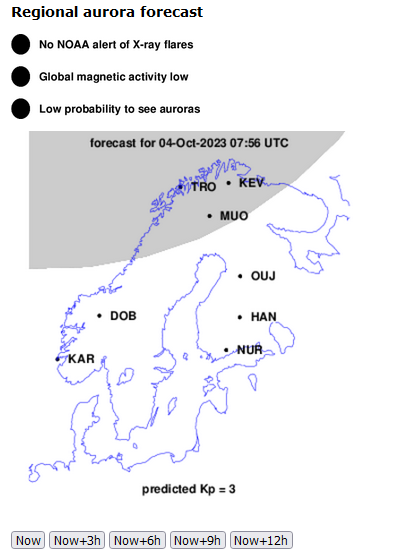 Regional aurora forecast
No NOAA alert of X-ray flares
Global magnetic activity low
Low probability to see auroras
forecast for 04-Oct-2023 07:56 UTC
TRO KEV
MUO
OUJ
DOB HAN
NUR
KAR
predicted Kp = 3
Now Now+3h Now+6h Now+9h Now+12h